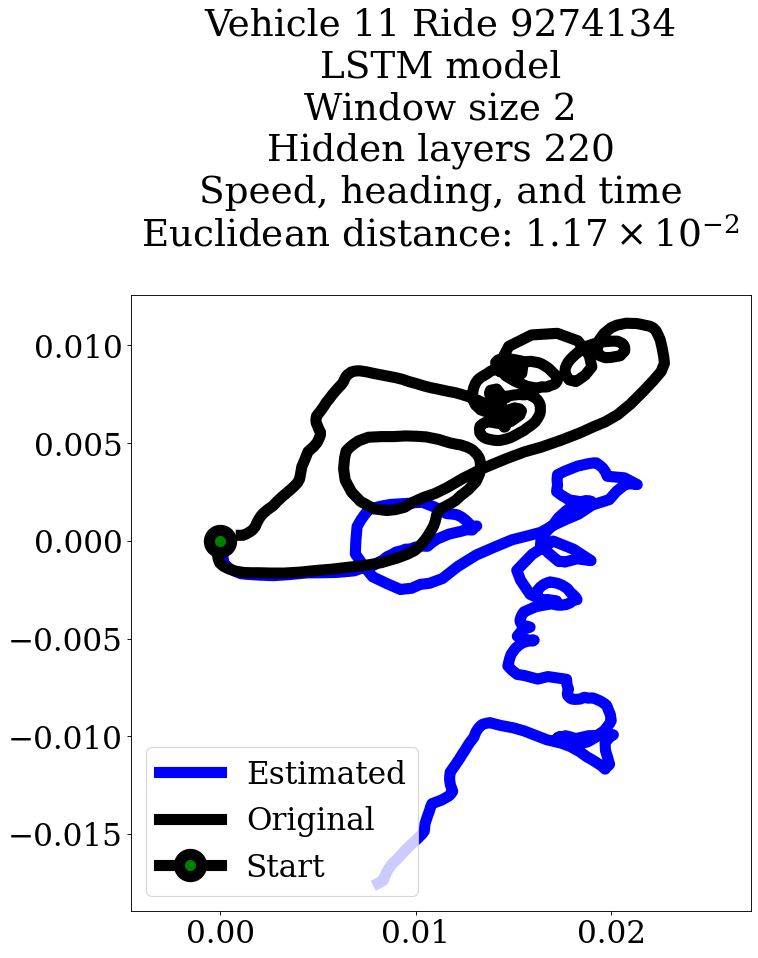 Vehicle 11 Ride 9274134
LSTM model
Window size 2
Hidden layers 220
Speed, heading, and time
Euclidean distance: 1.17 × 10⁻²
0.010
0.005
0.000
−0.005
−0.010
−0.015
Estimated
Original
Start
0.00 0.01 0.02